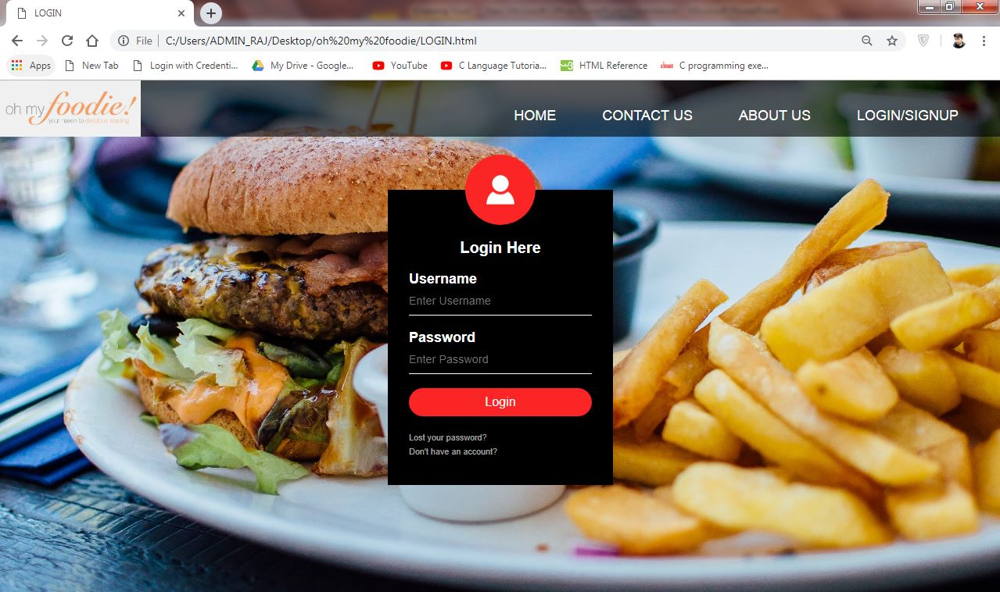 LOGIN
File C:/Users/ADMIN_RAJ/Desktop/oh%20my%20foodie/LOGIN.html
Apps New Tab Login with Credenti... My Drive - Google... YouTube C Language Tutoria... HTML Reference C programming exe...
oh my foodie!
your haven to delicious reading
HOME CONTACT US ABOUT US LOGIN/SIGNUP
Login Here
Username
Enter Username
Password
Enter Password
Login
Lost your password?
Don't have an account?